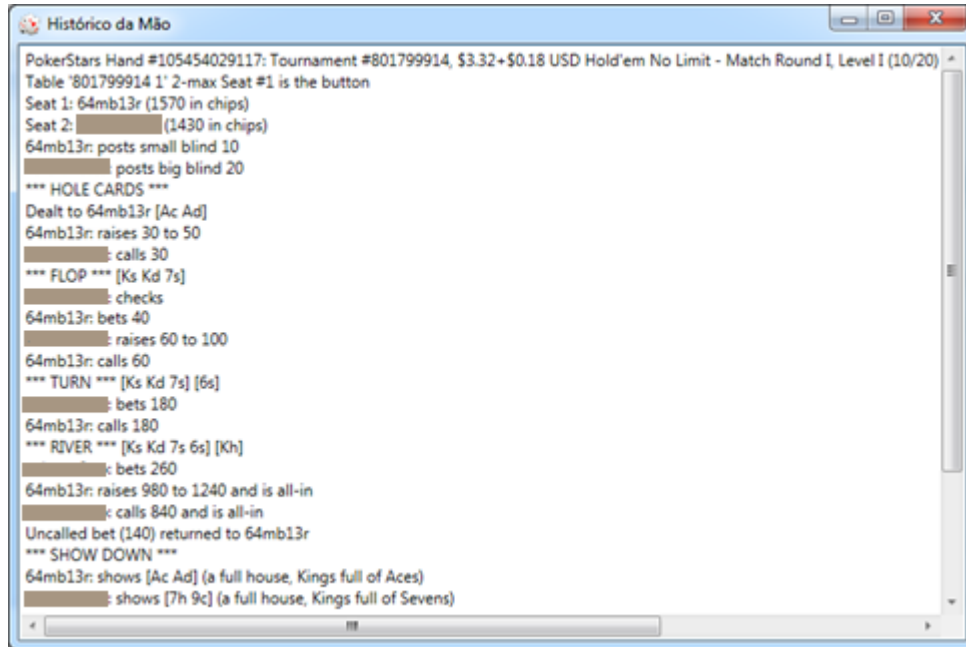 Histórico da Mão
PokerStars Hand #105454029117: Tournament #801799914, $3.32+$0.18 USD Hold'em No Limit - Match Round I, Level I (10/20)
Table '801799914 1' 2-max Seat #1 is the button
Seat 1: 64mb13r (1570 in chips)
Seat 2: (1430 in chips)
64mb13r: posts small blind 10
: posts big blind 20
*** HOLE CARDS ***
Dealt to 64mb13r [Ac Ad]
64mb13r: raises 30 to 50
: calls 30
*** FLOP *** [Ks Kd 7s]
: checks
64mb13r: bets 40
: raises 60 to 100
64mb13r: calls 60
*** TURN *** [Ks Kd 7s] [6s]
: bets 180
64mb13r: calls 180
*** RIVER *** [Ks Kd 7s 6s] [Kh]
: bets 260
64mb13r: raises 980 to 1240 and is all-in
: calls 840 and is all-in
Uncalled bet (140) returned to 64mb13r
*** SHOW DOWN ***
64mb13r: shows [Ac Ad] (a full house, Kings full of Aces)
: shows [7h 9c] (a full house, Kings full of Sevens)